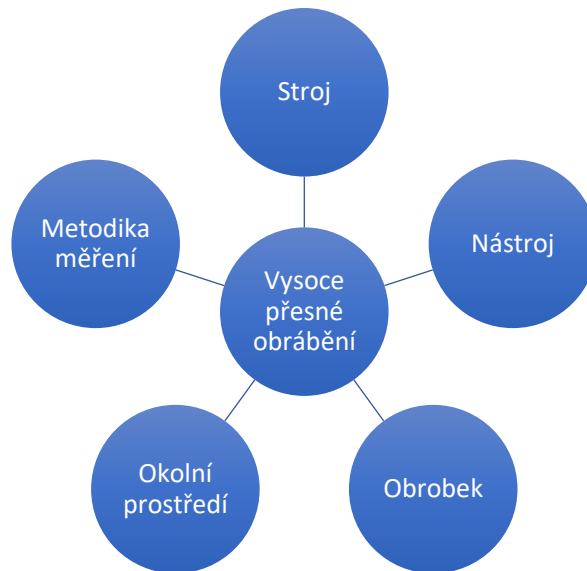 Stroj
Metodika
měření
Nástroj
Vysoce
přesné
obrábění
Okolní
prostředí
Obrobek